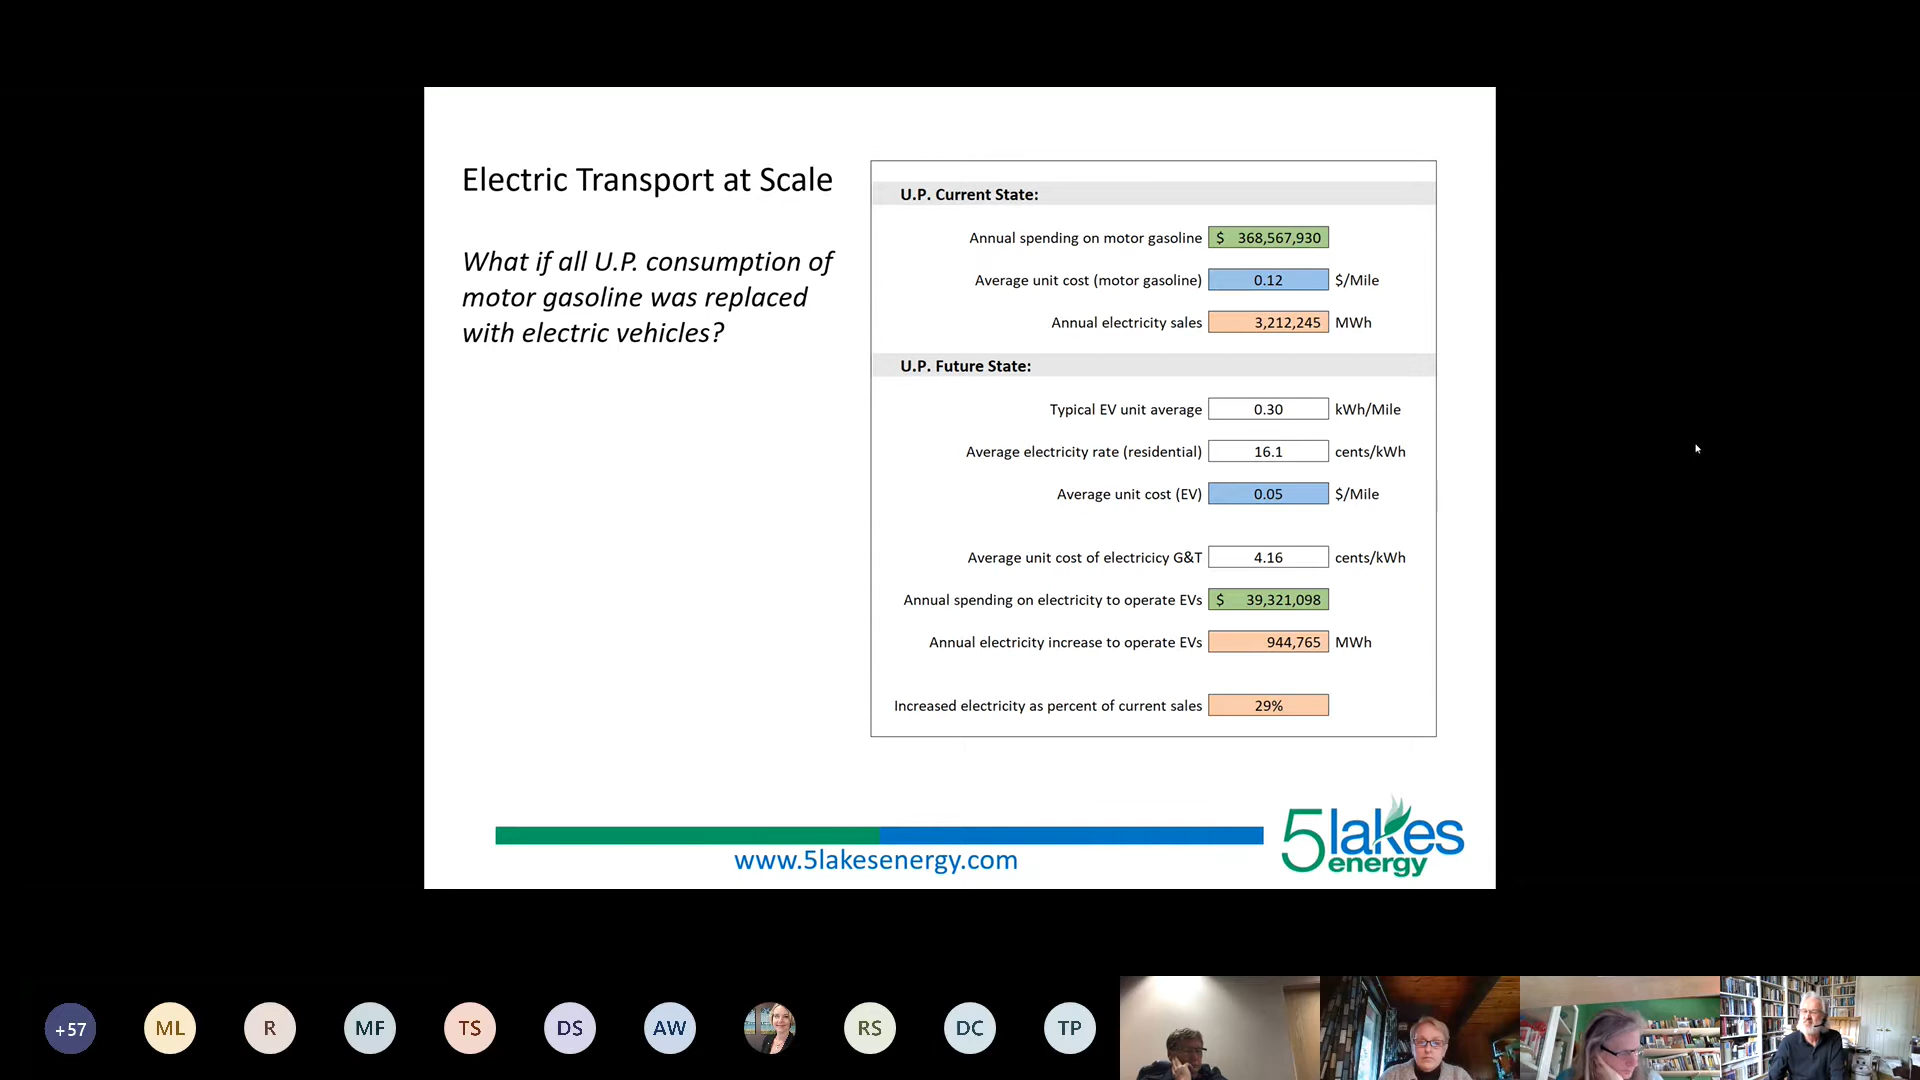 Electric Transport at Scale
What if all U.P. consumption of
motor gasoline was replaced
with electric vehicles?
U.P. Current State:
Annual spending on motor gasoline $ 368,567,930
Average unit cost (motor gasoline) 0.12 $/Mile
Annual electricity sales 3,212,245 MWh
U.P. Future State:
Typical EV unit average 0.30 kWh/Mile
Average electricity rate (residential) 16.1 cents/kWh
Average unit cost (EV) 0.05 $/Mile
Average unit cost of electricicy G&T 4.16 cents/kWh
Annual spending on electricity to operate EVs $ 39,321,098
Annual electricity increase to operate EVs 944,765 MWh
Increased electricity as percent of current sales 29%
www.5lakesenergy.com
5lakes
energy
+57 ML R MF TS DS AW RS DC TP